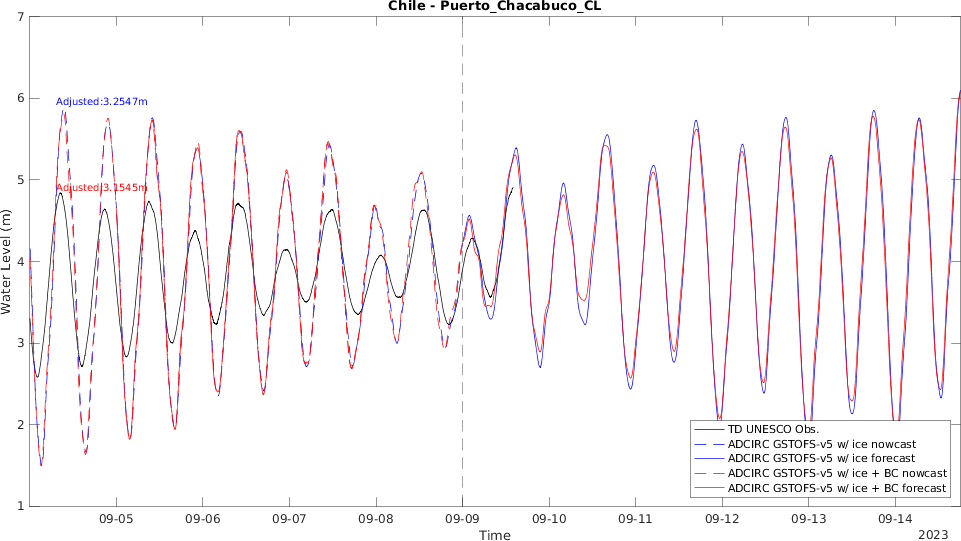 Chile - Puerto_Chacabuco_CL
7
6
5
4
3
2
1
Water Level (m)
Adjusted:3.2547m
Adjusted:3.1545m
TD UNESCO Obs.
ADCIRC GSTOFS-v5 w/ ice nowcast
ADCIRC GSTOFS-v5 w/ ice forecast
ADCIRC GSTOFS-v5 w/ ice + BC nowcast
ADCIRC GSTOFS-v5 w/ ice + BC forecast
09-05 09-06 09-07 09-08 09-09 09-10 09-11 09-12 09-13 09-14
Time
2023